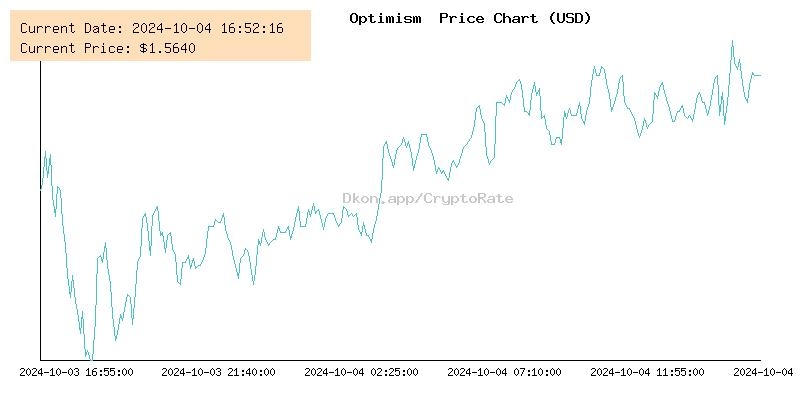 Optimism  Price Chart (USD)
Current Date: 2024-10-04 16:52:16
Current Price: $1.5640
Dkon.app/CryptoRate
2024-10-03 16:55:00 2024-10-03 21:40:00 2024-10-04 02:25:00 2024-10-04 07:10:00 2024-10-04 11:55:00 2024-10-04